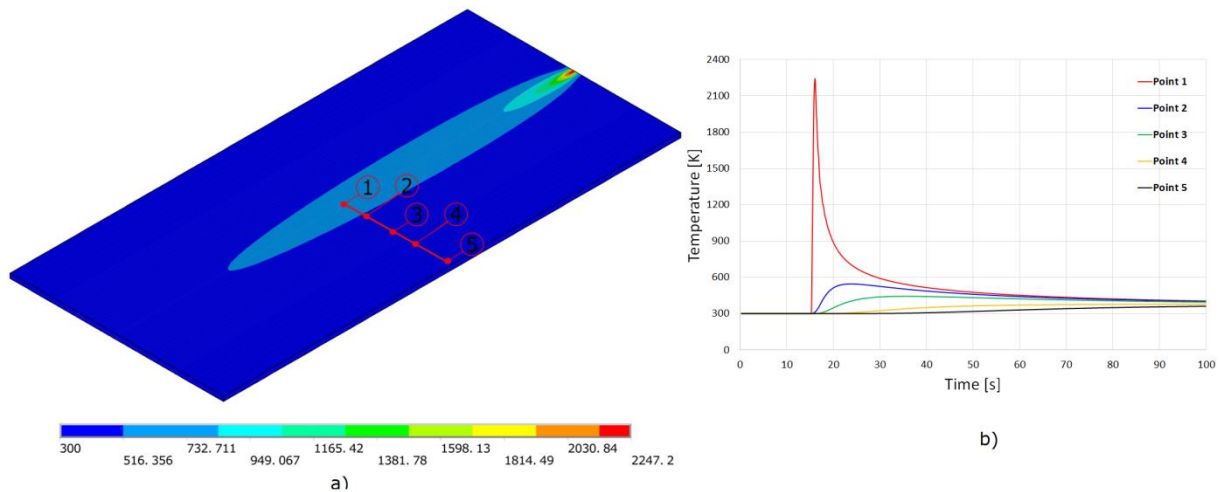 1
2
3
4
5
300 732.711 1165.42 1598.13 2030.84
516.356 949.067 1381.78 1814.49 2247.2
a)
2400
2100
1800
1500
1200
900
600
300
0
Temperature [K]
Point 1
Point 2
Point 3
Point 4
Point 5
0 10 20 30 40 50 60 70 80 90 100
Time [s]
b)